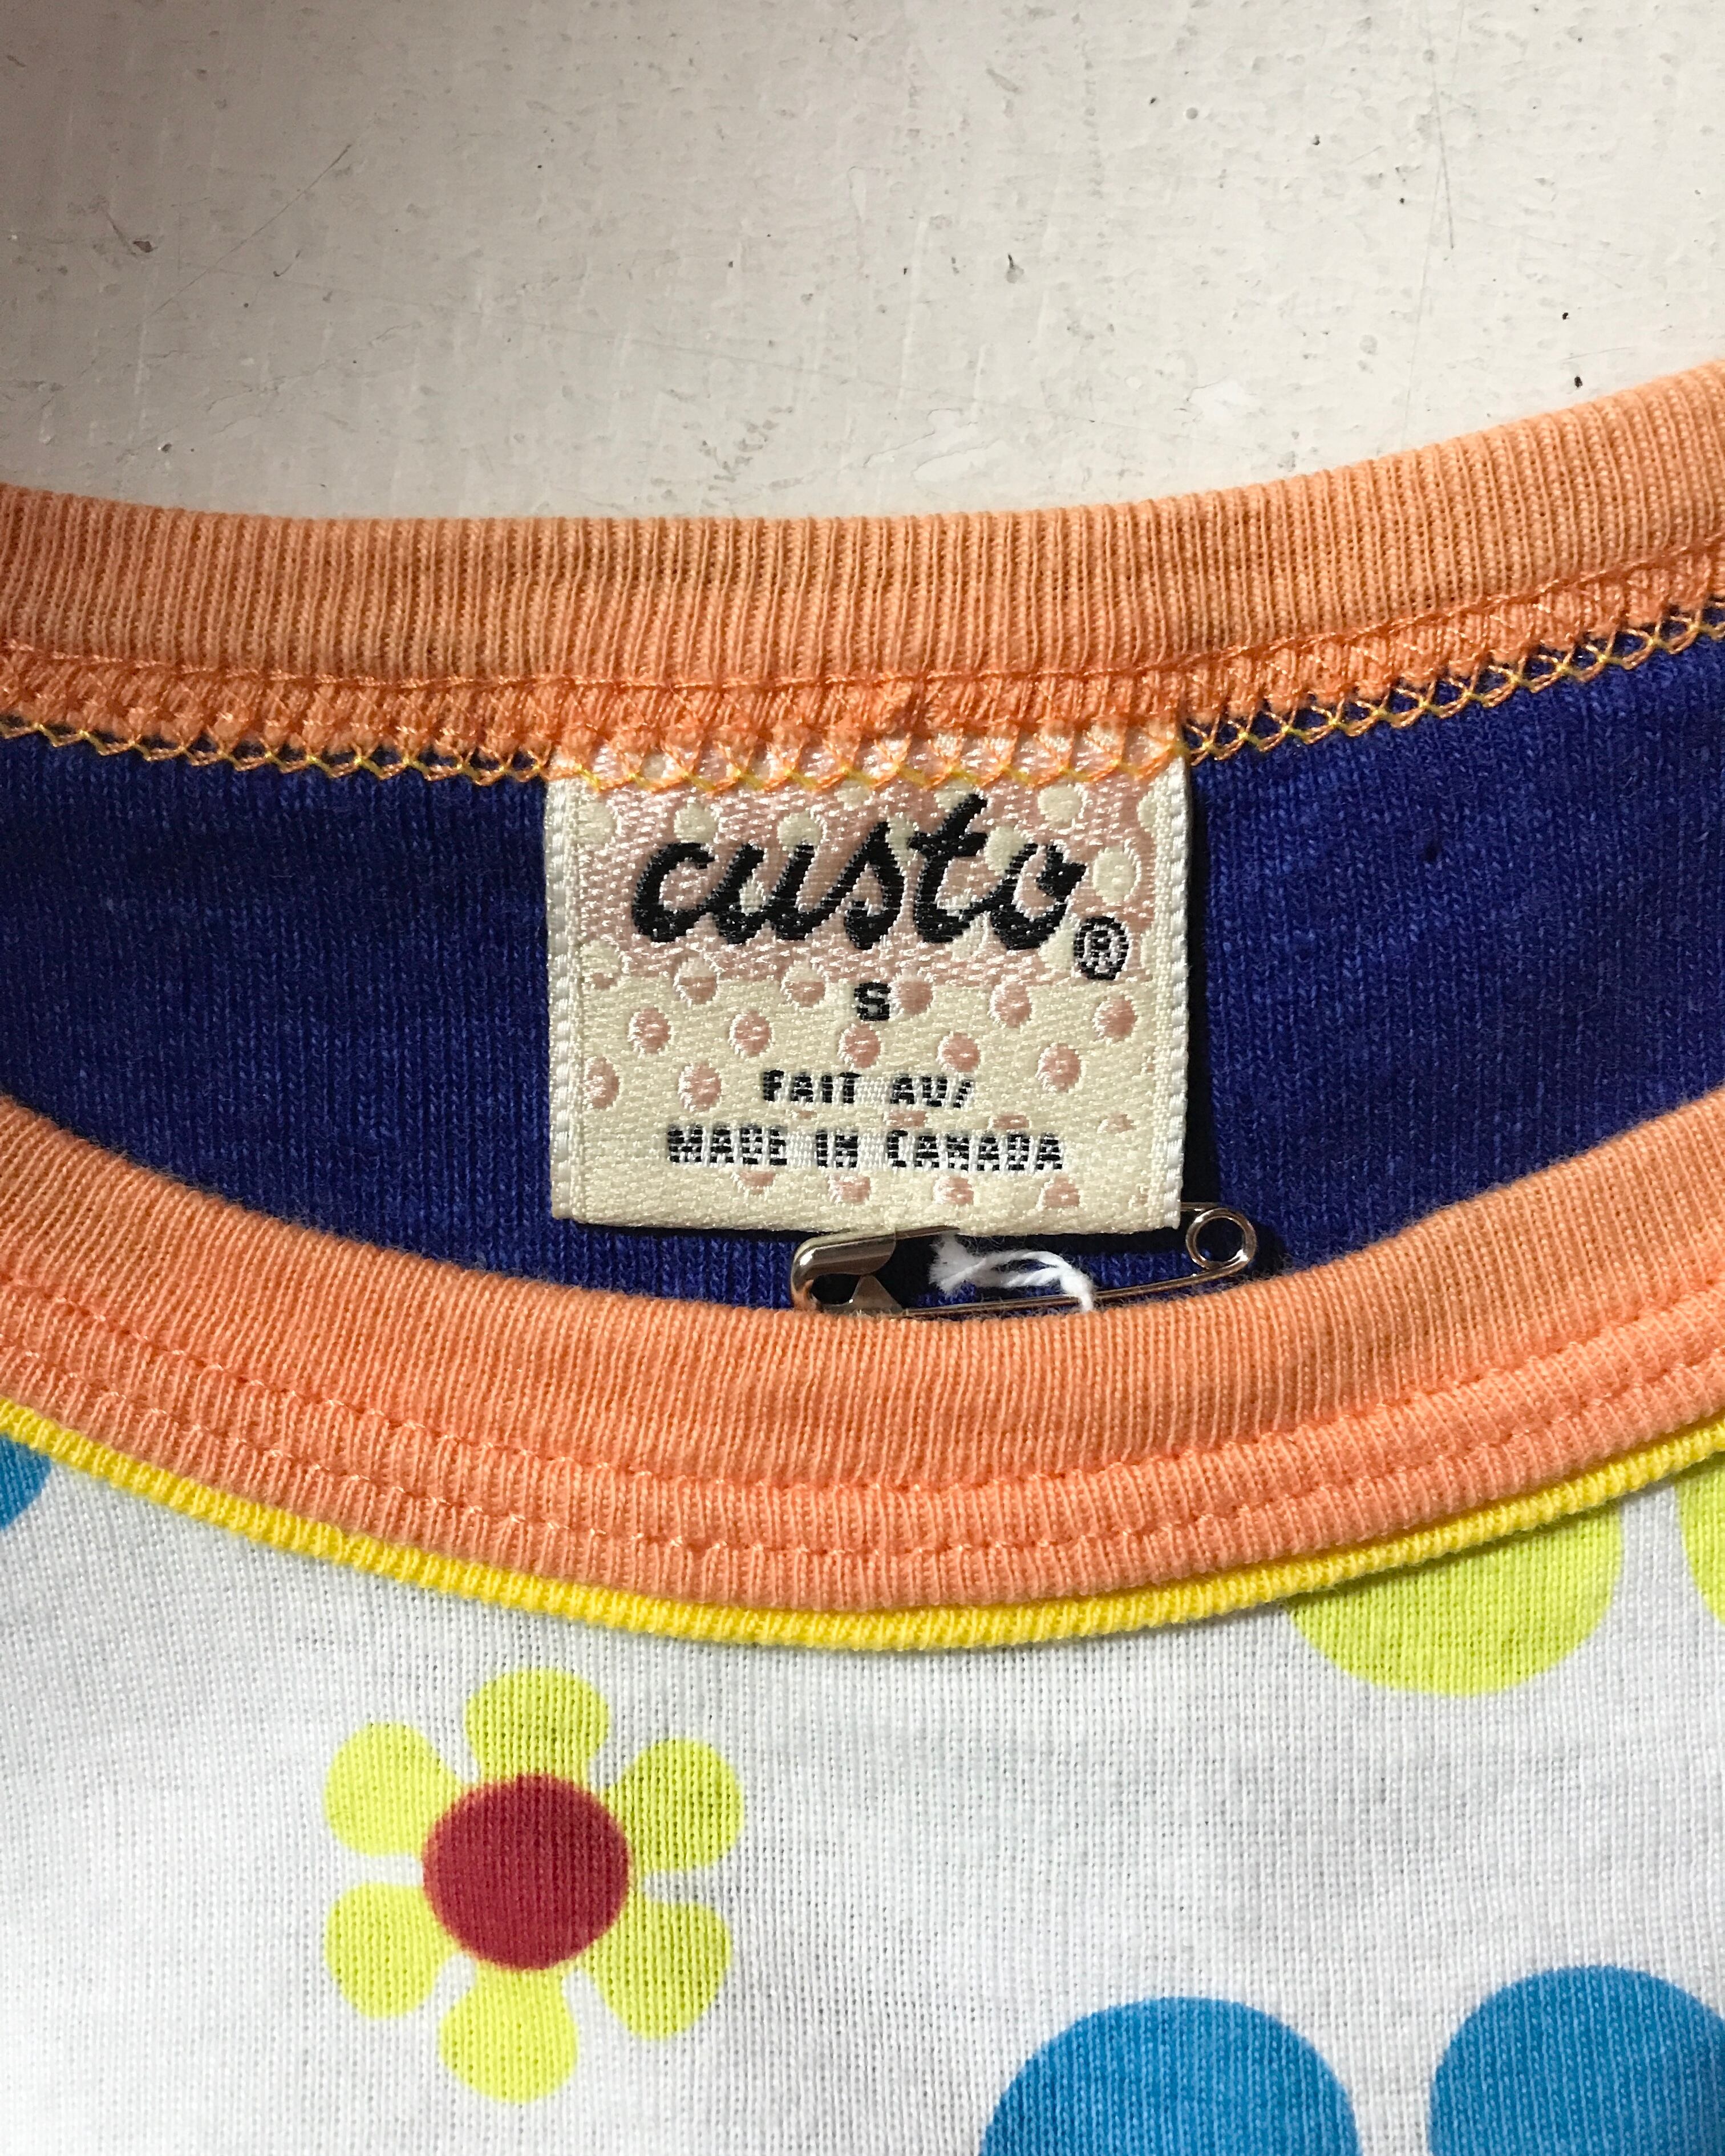 custo®
S
FAIT AU/
MADE IN CANADA